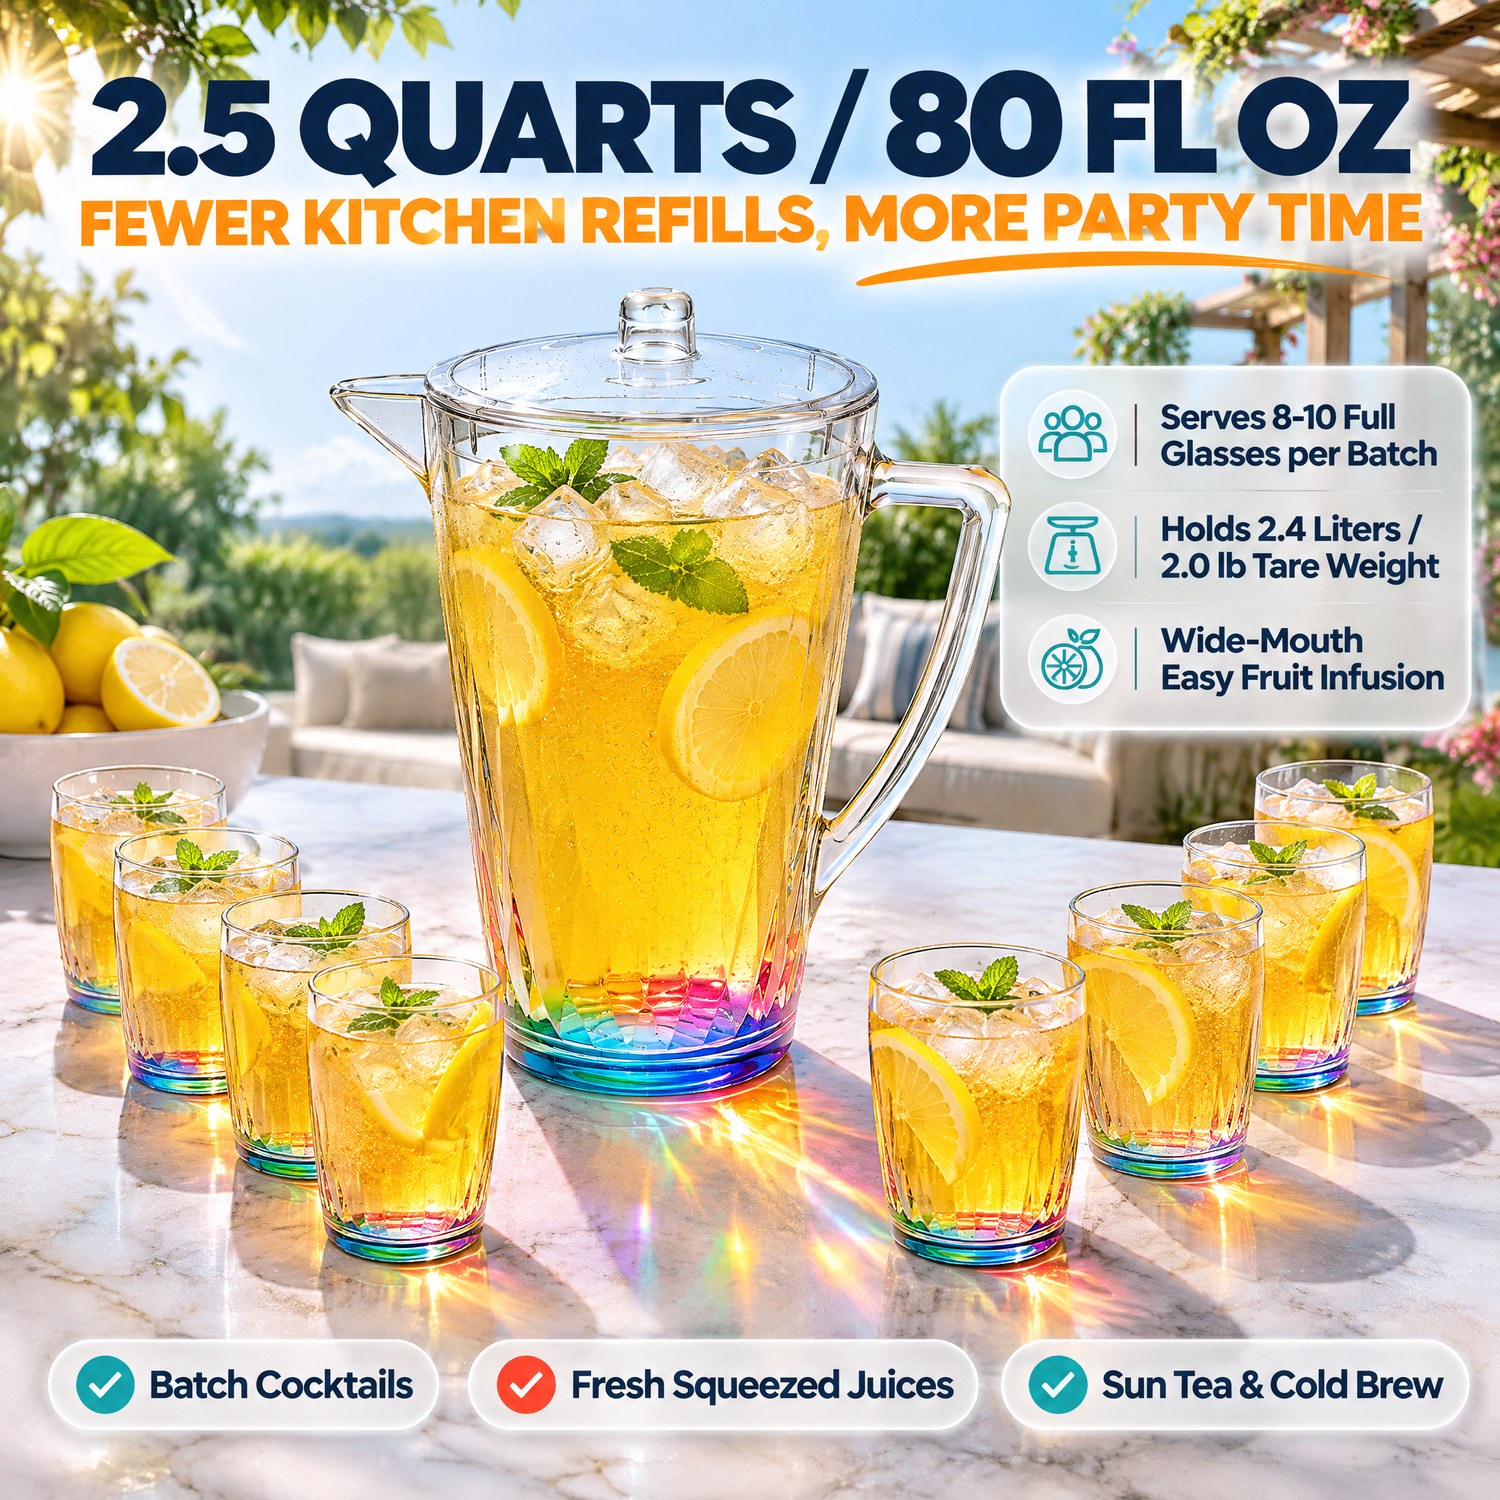 2.5 QUARTS / 80 FL OZ
FEWER KITCHEN REFILLS, MORE PARTY TIME
Serves 8-10 Full
Glasses per Batch
Holds 2.4 Liters /
2.0 lb Tare Weight
Wide-Mouth
Easy Fruit Infusion
Batch Cocktails
Fresh Squeezed Juices
Sun Tea & Cold Brew